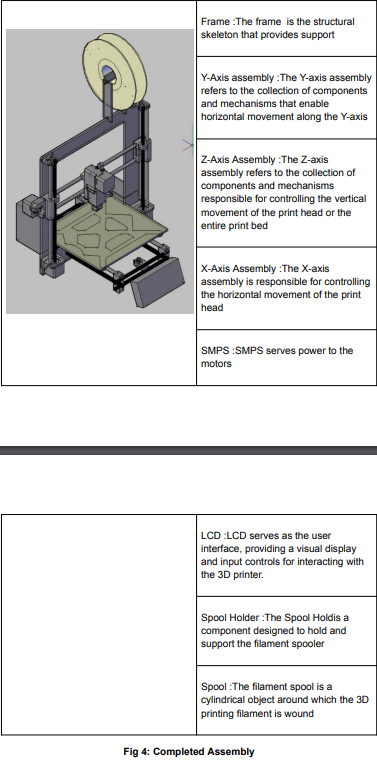 Frame :The frame is the structural
skeleton that provides support
Y-Axis assembly :The Y-axis assembly
refers to the collection of components
and mechanisms that enable
horizontal movement along the Y-axis
Z-Axis Assembly :The Z-axis
assembly refers to the collection of
components and mechanisms
responsible for controlling the vertical
movement of the print head or the
entire print bed
X-Axis Assembly :The X-axis
assembly is responsible for controlling
the horizontal movement of the print
head
SMPS :SMPS serves power to the
motors
LCD :LCD serves as the user
interface, providing a visual display
and input controls for interacting with
the 3D printer.
Spool Holder :The Spool Holdis a
component designed to hold and
support the filament spooler
Spool :The filament spool is a
cylindrical object around which the 3D
printing filament is wound
Fig 4: Completed Assembly